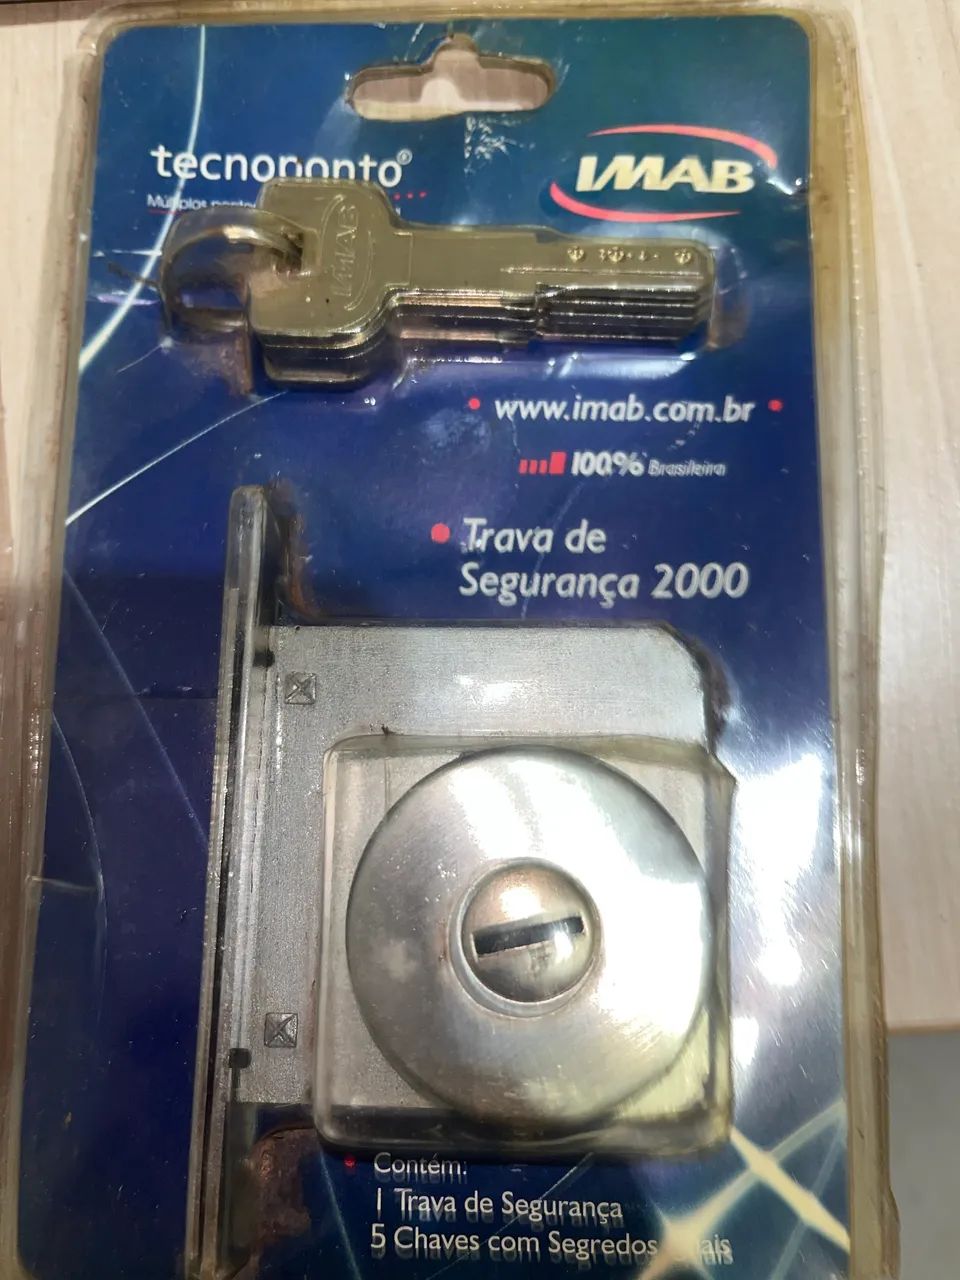 tecnoponto®
IMAB
Múltiplos
IMAB
www.imab.com.br
100% Brasileira
Trava de
Segurança 2000
Contém:
1 Trava de Segurança
5 Chaves com Segredos